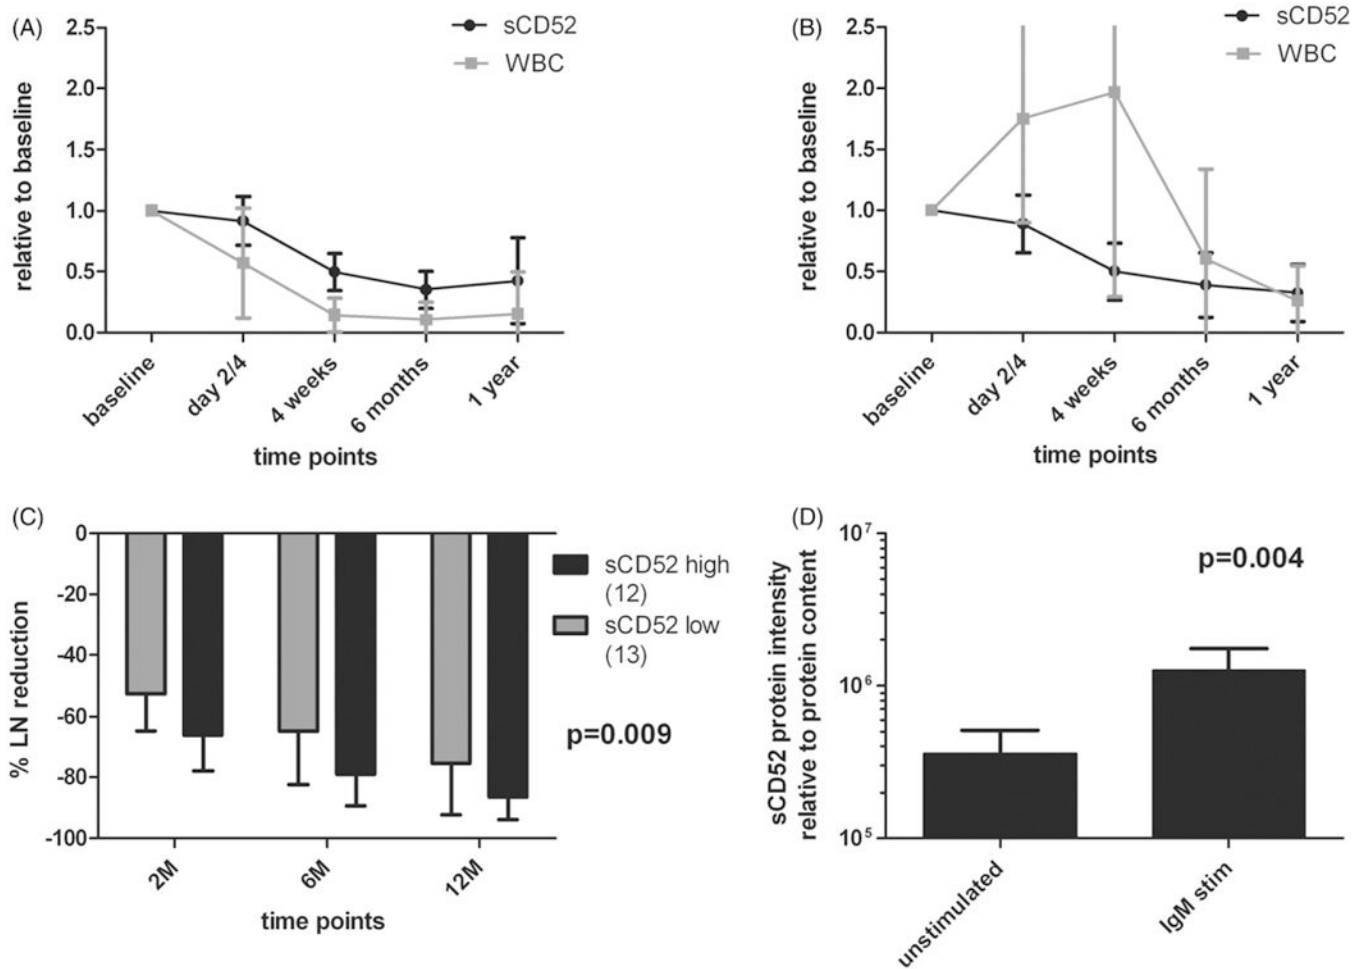 (A)
sCD52
WBC
2.5
2.0
1.5
1.0
0.5
0.0
relative to baseline
baseline
day 2/4
4 weeks
6 months
1 year
time points
(B)
sCD52
WBC
2.5
2.0
1.5
1.0
0.5
0.0
relative to baseline
baseline
day 2/4
4 weeks
6 months
1 year
time points
(C)
0
-20
-40
-60
-80
-100
% LN reduction
sCD52 high
(12)
sCD52 low
(13)
p=0.009
2M
6M
12M
time points
(D)
10⁷
10⁶
10⁵
sCD52 protein intensity
relative to protein content
p=0.004
unstimulated
IgM stim